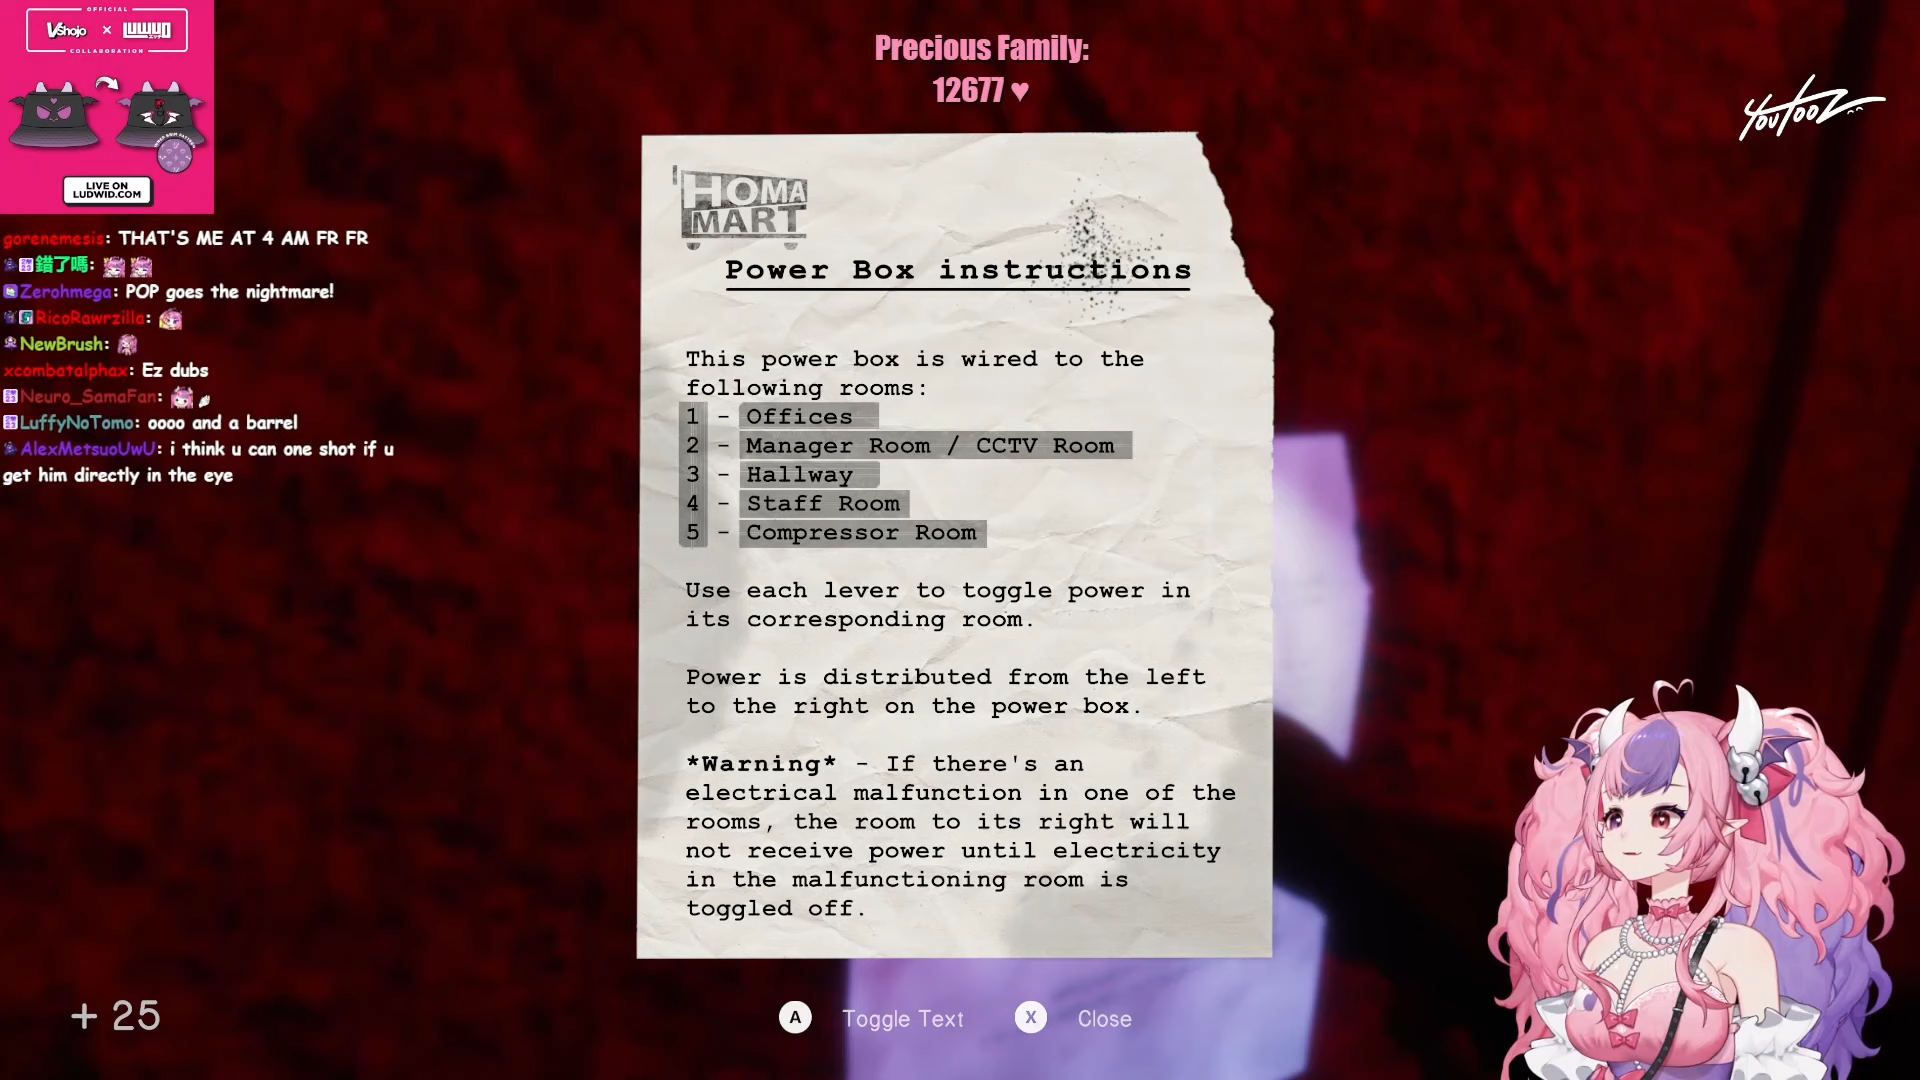 OFFICIAL
VShojo × LUDWID
COLLABORATION
LIVE ON
LUDWID.COM
gorenemesis: THAT'S ME AT 4 AM FR FR
錯了嗎:
Zerohmega: POP goes the nightmare!
RicoRawrzilla:
NewBrush:
xcombatalphax: Ez dubs
Neuro_SamaFan:
LuffyNoTomo: oooo and a barrel
AlexMetsuoUwU: i think u can one shot if u
get him directly in the eye
Precious Family:
12677 ♥
YOUTOOZ
HOMA
MART
Power Box instructions
This power box is wired to the
following rooms:
1 - Offices
2 - Manager Room / CCTV Room
3 - Hallway
4 - Staff Room
5 - Compressor Room
Use each lever to toggle power in
its corresponding room.
Power is distributed from the left
to the right on the power box.
*Warning* - If there's an
electrical malfunction in one of the
rooms, the room to its right will
not receive power until electricity
in the malfunctioning room is
toggled off.
+ 25
A Toggle Text X Close